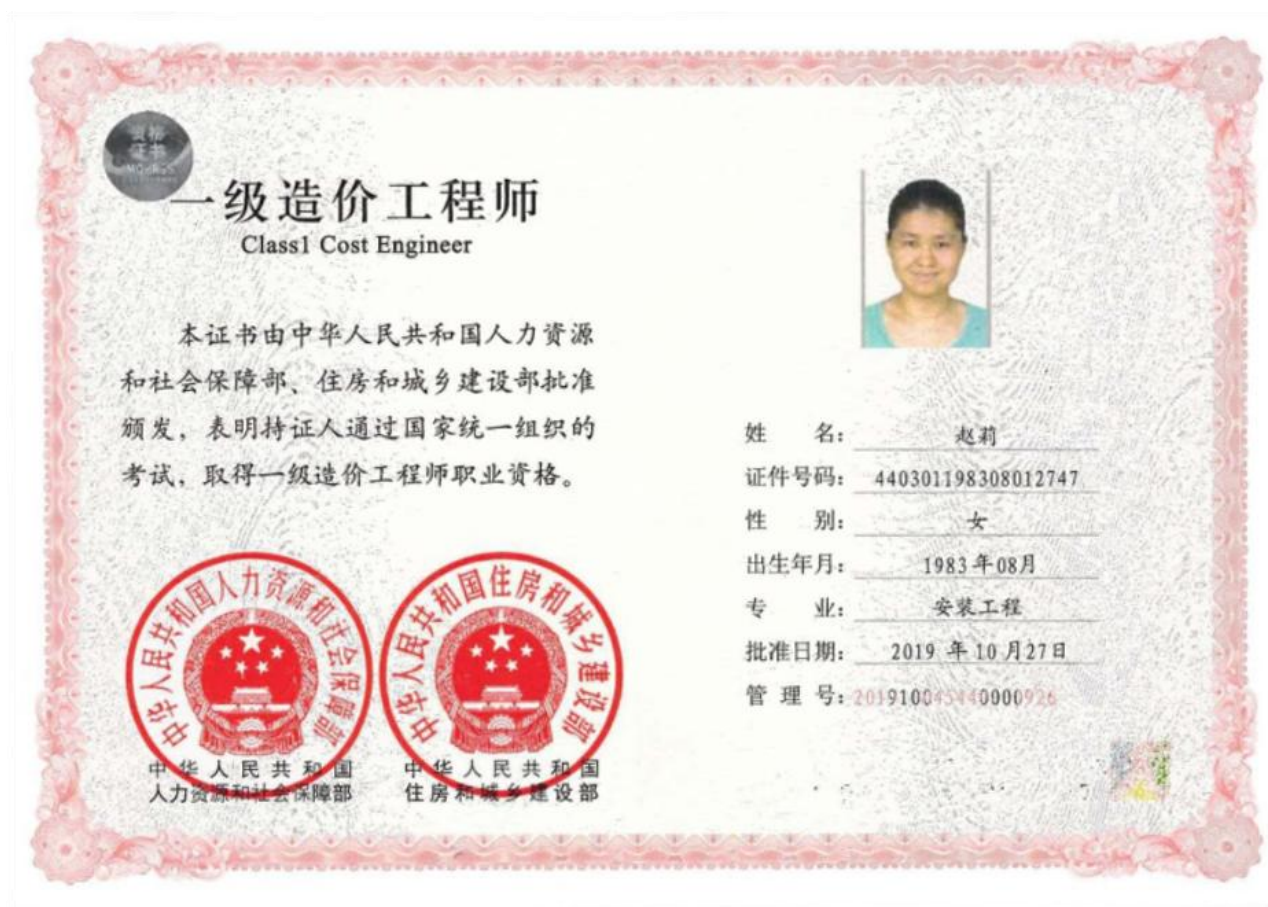 资格
证书
一级造价工程师
Class1 Cost Engineer
本证书由中华人民共和国人力资源
和社会保障部、住房和城乡建设部批准
颁发，表明持证人通过国家统一组织的
考试，取得一级造价工程师职业资格。
姓 名： 赵莉
证件号码： 440301198308012747
性 别： 女
出生年月： 1983年08月
专 业： 安装工程
批准日期： 2019 年10月27日
管 理 号：201910045440000926
中华人民共和国人力资源和社会保障部
中华人民共和国住房和城乡建设部
中华人民共和国
人力资源和社会保障部
中华人民共和国
住房和城乡建设部